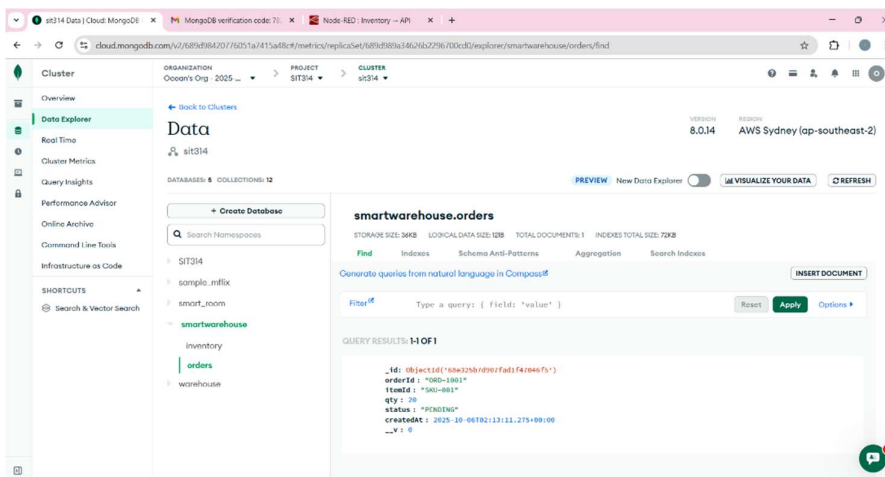 sit314 Data | Cloud: MongoDB
MongoDB verification code: 79
Node-RED : Inventory → API
cloud.mongodb.com/v2/689d98420776051a7415a48c#/metrics/replicaSet/689d989a34626b2296700cd0/explorer/smartwarehouse/orders/find
Cluster
ORGANIZATION
Ocean's Org - 2025-...
PROJECT
SIT314
CLUSTER
sit314
Overview
Data Explorer
Real Time
Cluster Metrics
Query Insights
Performance Advisor
Online Archive
Command Line Tools
Infrastructure as Code
SHORTCUTS
Search & Vector Search
Back to Clusters
Data
sit314
VERSION
8.0.14
REGION
AWS Sydney (ap-southeast-2)
DATABASES: 5 COLLECTIONS: 12
PREVIEW New Data Explorer
VISUALIZE YOUR DATA
REFRESH
+ Create Database
Search Namespaces
SIT314
sample_mflix
smart_room
smartwarehouse
inventory
orders
warehouse
smartwarehouse.orders
STORAGE SIZE: 36KB LOGICAL DATA SIZE: 121B TOTAL DOCUMENTS: 1 INDEXES TOTAL SIZE: 72KB
Find Indexes Schema Anti-Patterns Aggregation Search Indexes
Generate queries from natural language in Compass
INSERT DOCUMENT
Filter Type a query: { field: 'value' } Reset Apply Options
QUERY RESULTS: 1-1 OF 1
_id: ObjectId('68e325b7d907fad1f47046f5')
orderId : "ORD-1001"
itemId : "SKU-001"
qty : 20
status : "PENDING"
createdAt : 2025-10-06T02:13:11.275+00:00
__v : 0